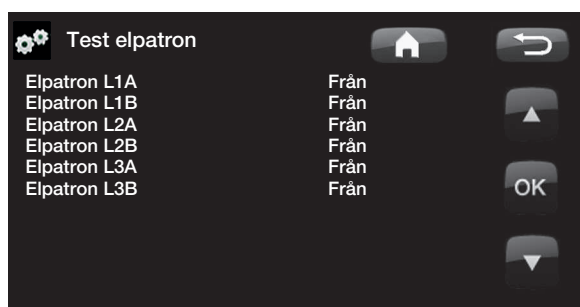 Test elpatron
Elpatron L1A Från
Elpatron L1B Från
Elpatron L2A Från
Elpatron L2B Från
Elpatron L3A Från
Elpatron L3B Från
OK